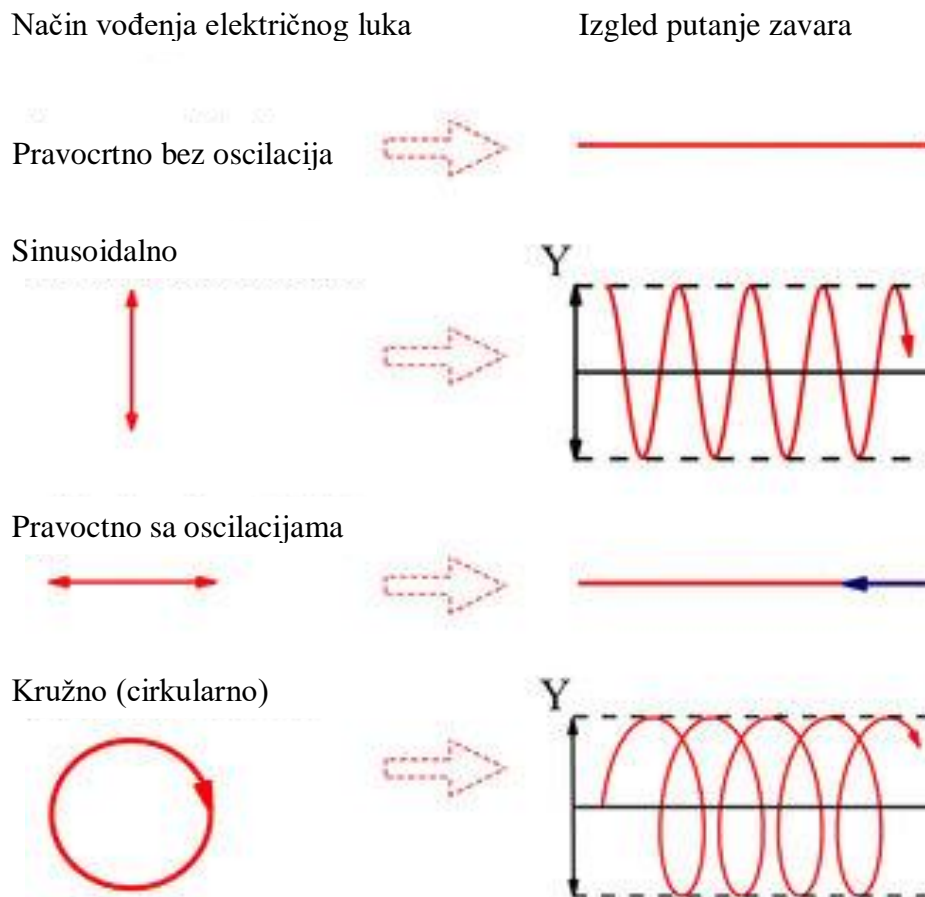 Način vođenja električnog luka Izgled putanje zavara
Pravocrtno bez oscilacija
Sinusoidalno
Y
Pravoctno sa oscilacijama
Kružno (cirkularno)
Y